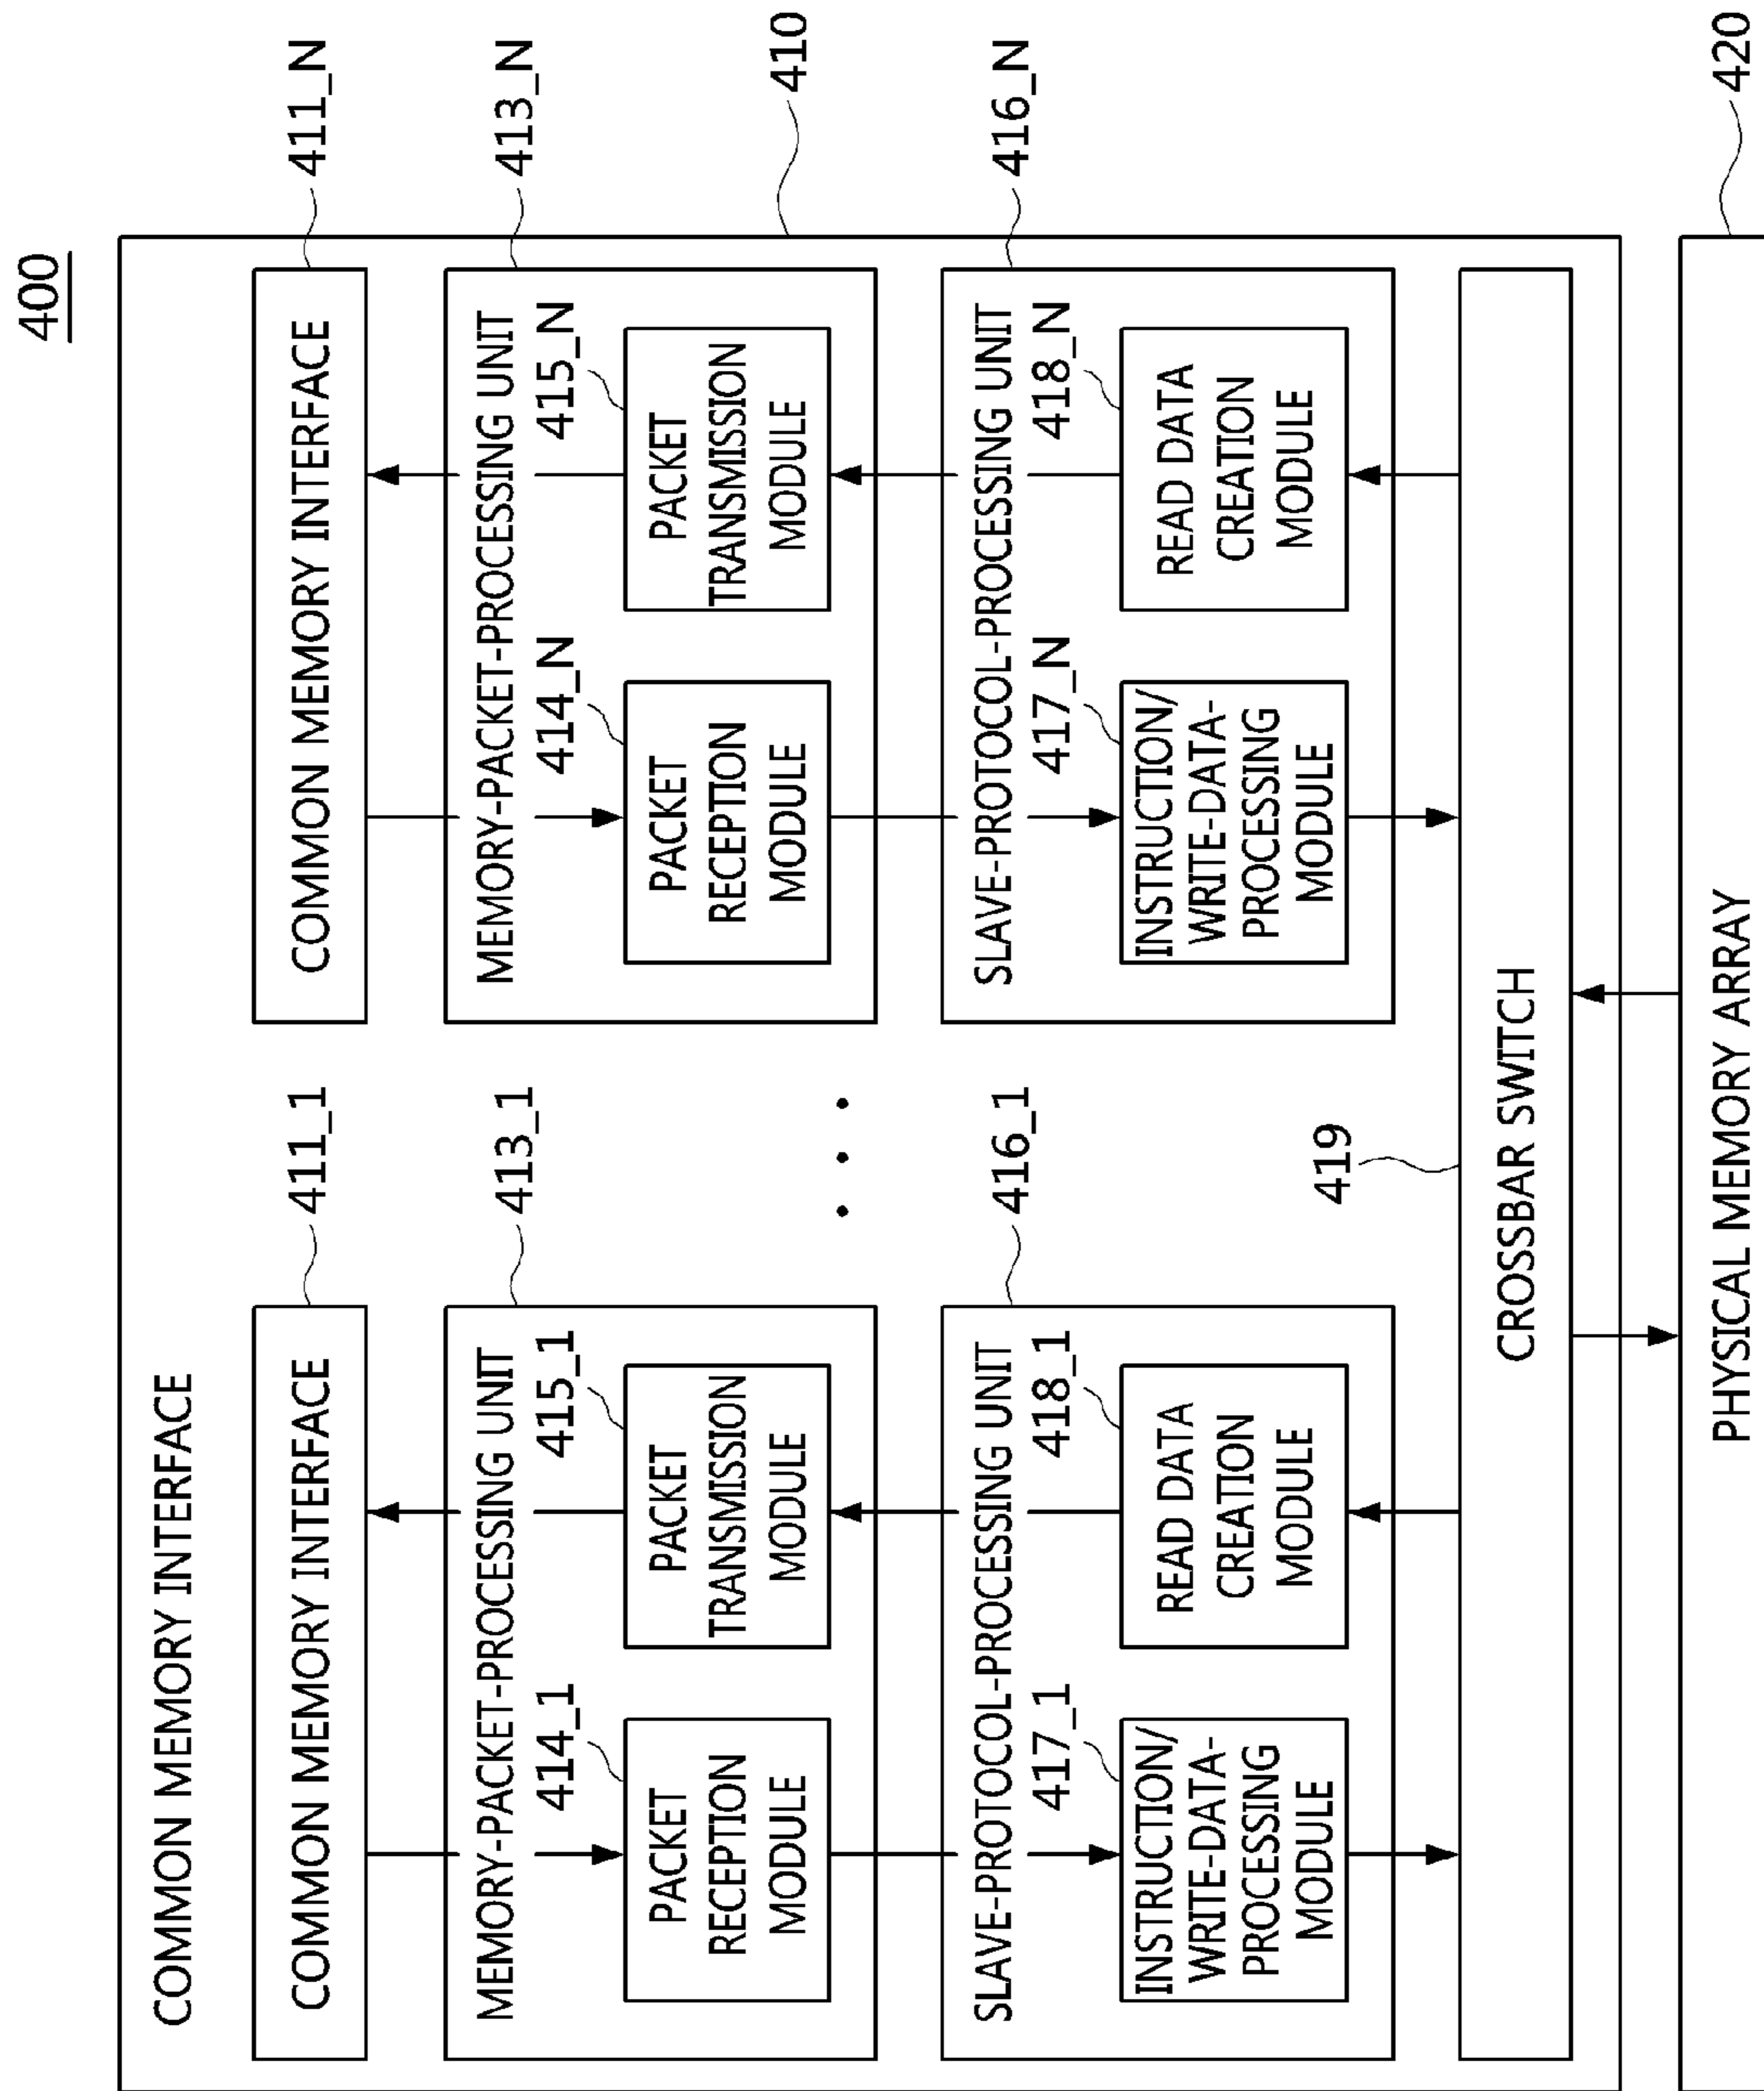 400
COMMON MEMORY INTERFACE
410
COMMON MEMORY INTERFACE
411_1
COMMON MEMORY INTERFACE
411_N
MEMORY-PACKET-PROCESSING UNIT
413_1
414_1
415_1
PACKET
RECEPTION
MODULE
PACKET
TRANSMISSION
MODULE
MEMORY-PACKET-PROCESSING UNIT
413_N
414_N
415_N
PACKET
RECEPTION
MODULE
PACKET
TRANSMISSION
MODULE
SLAVE-PROTOCOL-PROCESSING UNIT
416_1
417_1
418_1
INSTRUCTION/
WRITE-DATA-
PROCESSING
MODULE
READ DATA
CREATION
MODULE
SLAVE-PROTOCOL-PROCESSING UNIT
416_N
417_N
418_N
INSTRUCTION/
WRITE-DATA-
PROCESSING
MODULE
READ DATA
CREATION
MODULE
• • •
419
CROSSBAR SWITCH
PHYSICAL MEMORY ARRAY
420